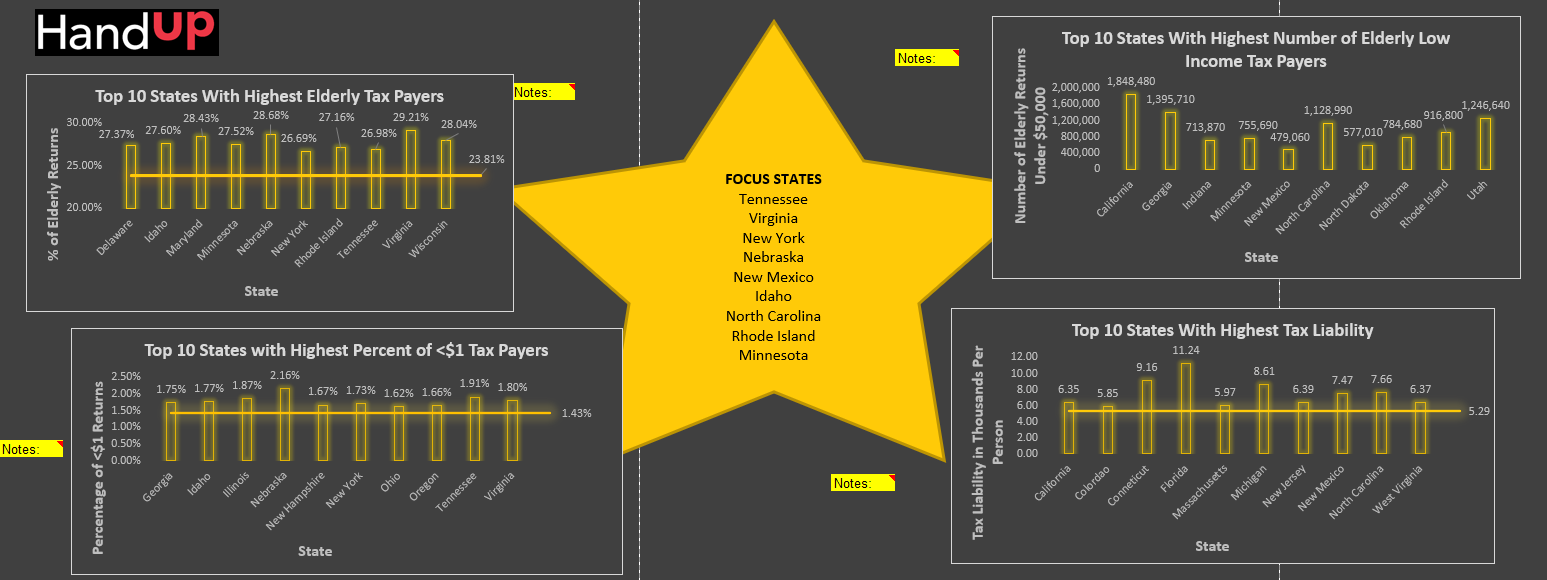 HandUP
Top 10 States With Highest Elderly Tax Payers
% of Elderly Returns
30.00%
25.00%
20.00%
27.37%
27.60%
28.43%
27.52%
28.68%
26.69%
27.16%
26.98%
29.21%
28.04%
23.81%
Delaware
Idaho
Maryland
Minnesota
Nebraska
New York
Rhode Island
Tennessee
Virginia
Wisconsin
State
Notes:
Top 10 States with Highest Percent of <$1 Tax Payers
Percentage of <$1 Returns
2.50%
2.00%
1.50%
1.00%
0.50%
0.00%
1.75%
1.77%
1.87%
2.16%
1.67%
1.73%
1.62%
1.66%
1.91%
1.80%
1.43%
Georgia
Idaho
Illinois
Nebraska
New Hampshire
New York
Ohio
Oregon
Tennessee
Virginia
State
Notes:
FOCUS STATES
Tennessee
Virginia
New York
Nebraska
New Mexico
Idaho
North Carolina
Rhode Island
Minnesota
Notes:
Top 10 States With Highest Number of Elderly Low
Income Tax Payers
Number of Elderly Returns
Under $50,000
2,000,000
1,600,000
1,200,000
800,000
400,000
0
1,848,480
1,395,710
713,870
755,690
479,060
1,128,990
577,010
784,680
916,800
1,246,640
California
Georgia
Indiana
Minnesota
New Mexico
North Carolina
North Dakota
Oklahoma
Rhode Island
Utah
State
Notes:
Top 10 States With Highest Tax Liability
Tax Liability in Thousands Per
Person
12.00
10.00
8.00
6.00
4.00
2.00
0.00
6.35
5.85
9.16
11.24
5.97
8.61
6.39
7.47
7.66
6.37
5.29
California
Colordao
Conneticut
Florida
Massachusetts
Michigan
New Jersey
New Mexico
North Carolina
West Virginia
State